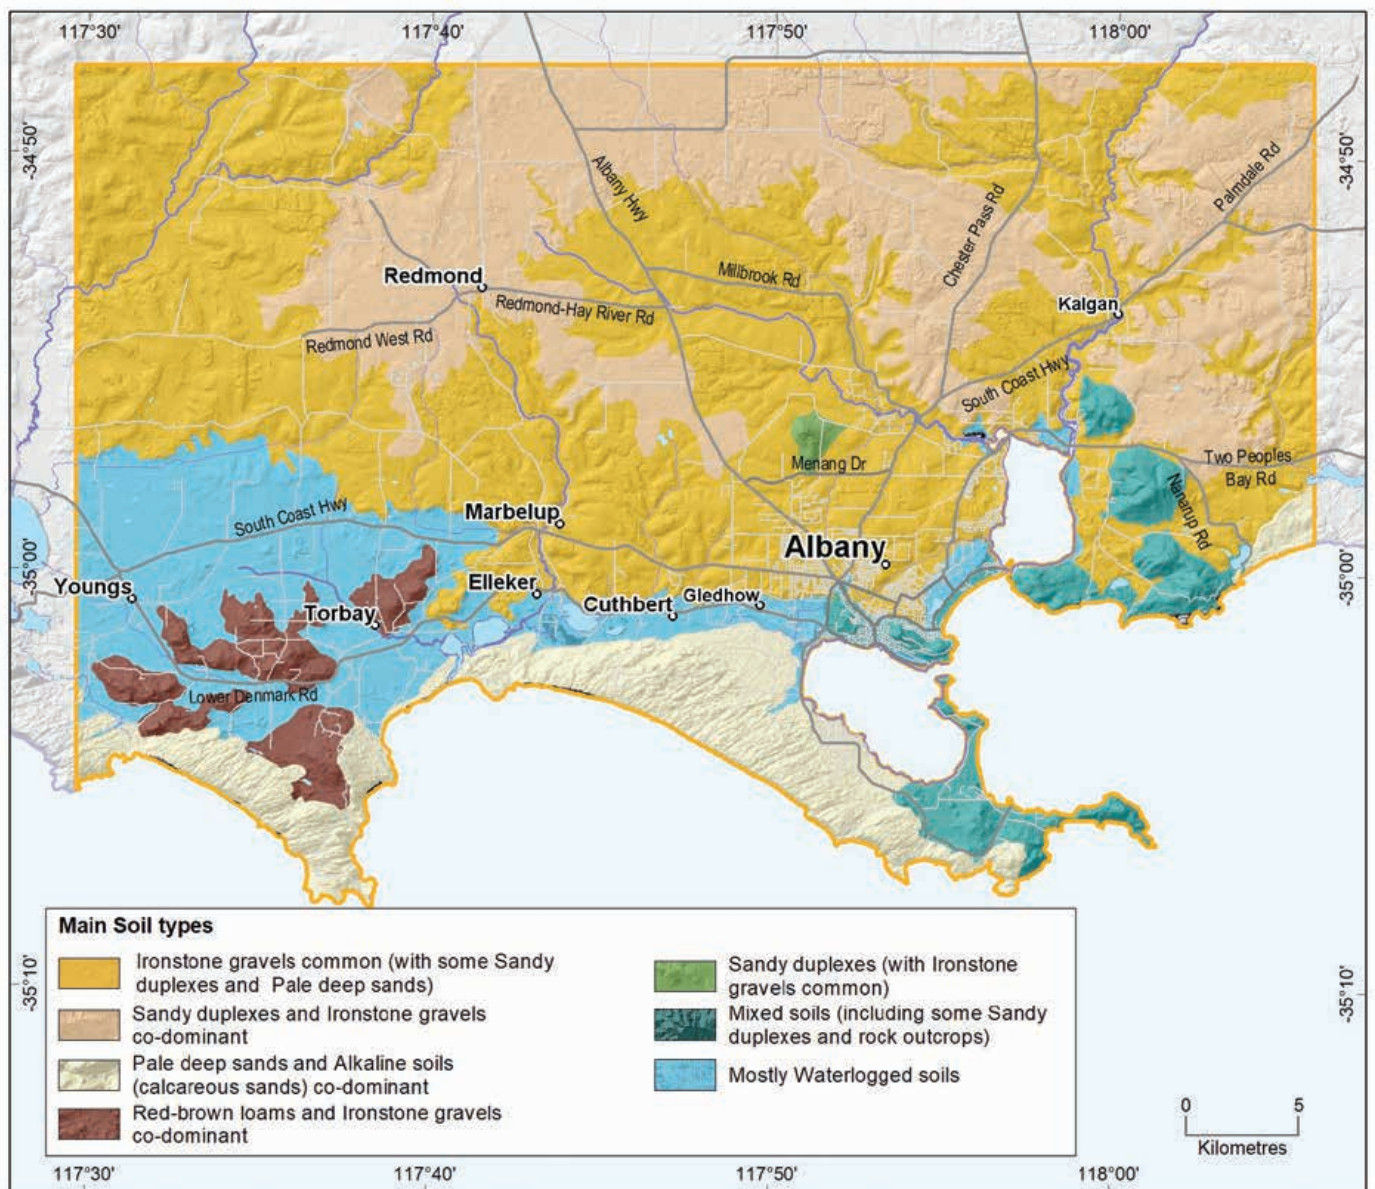 117°30'
117°40'
117°50'
118°00'
-34°50'
-34°50'
Albany Hwy
Chester Pass Rd
Palmdale Rd
Redmond
Millbrook Rd
Kalgan
Redmond-Hay River Rd
Redmond West Rd
South Coast Hwy
Menang Dr
Two Peoples
Bay Rd
Nanarup Rd
South Coast Hwy
Marbelup
Albany
-35°00'
-35°00'
Youngs
Elleker
Cuthbert
Gledhow
Torbay
Lower Denmark Rd
Main Soil types
Ironstone gravels common (with some Sandy
duplexes and Pale deep sands)
Sandy duplexes and Ironstone gravels
co-dominant
Pale deep sands and Alkaline soils
(calcareous sands) co-dominant
Red-brown loams and Ironstone gravels
co-dominant
Sandy duplexes (with Ironstone
gravels common)
Mixed soils (including some Sandy
duplexes and rock outcrops)
Mostly Waterlogged soils
-35°10'
-35°10'
0 5
Kilometres
117°30'
117°40'
117°50'
118°00'